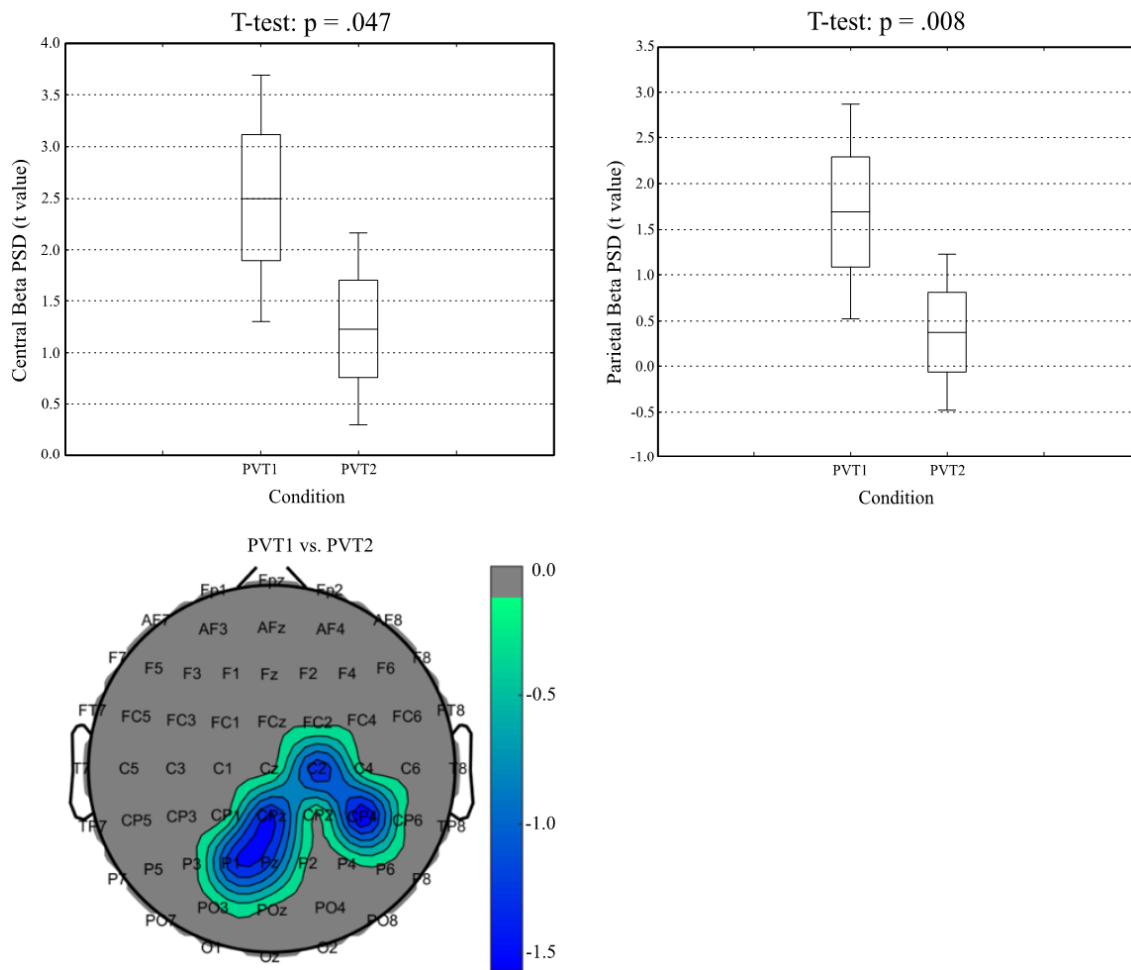 T-test: p = .047
4.0
3.5
3.0
2.5
2.0
1.5
1.0
0.5
0.0
Central Beta PSD (t value)
PVT1 PVT2
Condition
T-test: p = .008
3.5
3.0
2.5
2.0
1.5
1.0
0.5
0.0
-0.5
-1.0
Parietal Beta PSD (t value)
PVT1 PVT2
Condition
PVT1 vs. PVT2
Fp1 Fpz Fp2
AF7 AF3 AFz AF4 AF8
F7 F5 F3 F1 Fz F2 F4 F6 F8
FT7 FC5 FC3 FC1 FCz FC2 FC4 FC6 FT8
T7 C5 C3 C1 Cz C2 C4 C6 T8
TP7 CP5 CP3 CP1 CPz CP2 CP4 CP6 TP8
P7 P5 P3 P1 Pz P2 P4 P6 P8
PO7 PO3 POz PO4 PO8
O1 Oz O2
0.0
-0.5
-1.0
-1.5